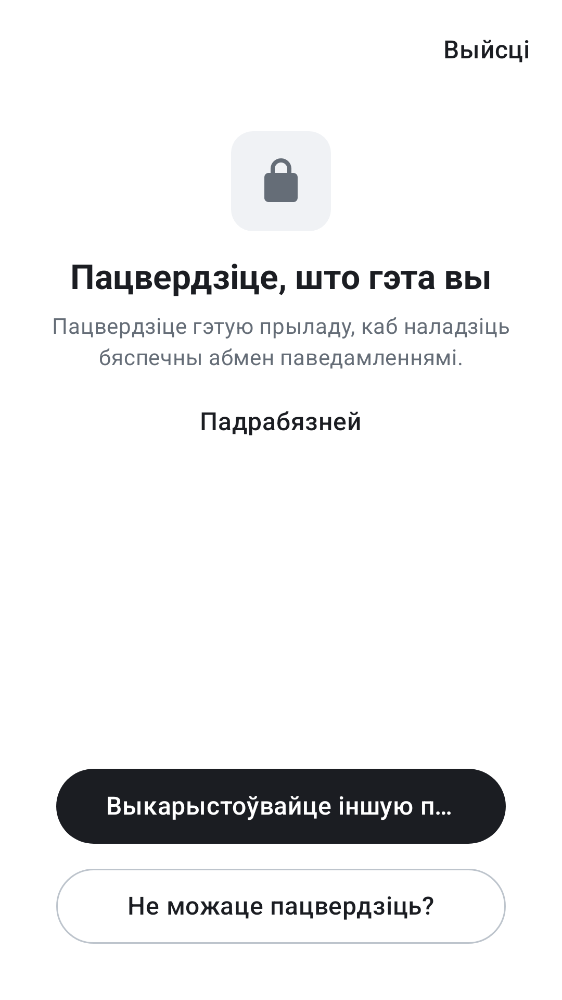 Выйсці
Пацвердзіце, што гэта вы
Пацвердзіце гэтую прыладу, каб наладзіць
бяспечны абмен паведамленнямі.
Падрабязней
Выкарыстоўвайце іншую п…
Не можаце пацвердзіць?